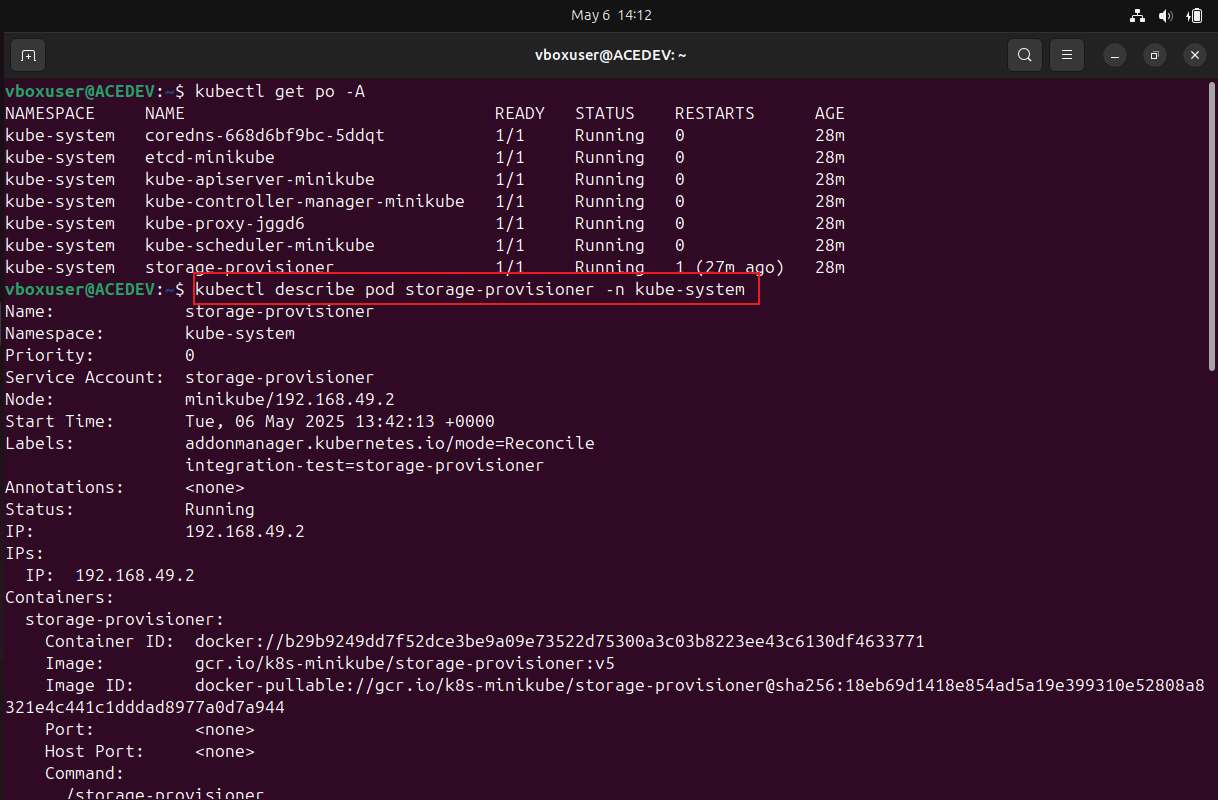 May 6 14:12
vboxuser@ACEDEV: ~
vboxuser@ACEDEV:~$ kubectl get po -A
NAMESPACE     NAME                               READY   STATUS    RESTARTS      AGE
kube-system   coredns-668d6bf9bc-5ddqt           1/1     Running   0             28m
kube-system   etcd-minikube                      1/1     Running   0             28m
kube-system   kube-apiserver-minikube            1/1     Running   0             28m
kube-system   kube-controller-manager-minikube   1/1     Running   0             28m
kube-system   kube-proxy-jggd6                   1/1     Running   0             28m
kube-system   kube-scheduler-minikube            1/1     Running   0             28m
kube-system   storage-provisioner                1/1     Running   1 (27m ago)   28m
vboxuser@ACEDEV:~$ kubectl describe pod storage-provisioner -n kube-system
Name:             storage-provisioner
Namespace:        kube-system
Priority:         0
Service Account:  storage-provisioner
Node:             minikube/192.168.49.2
Start Time:       Tue, 06 May 2025 13:42:13 +0000
Labels:           addonmanager.kubernetes.io/mode=Reconcile
                  integration-test=storage-provisioner
Annotations:      <none>
Status:           Running
IP:               192.168.49.2
IPs:
  IP:  192.168.49.2
Containers:
  storage-provisioner:
    Container ID:  docker://b29b9249dd7f52dce3be9a09e73522d75300a3c03b8223ee43c6130df4633771
    Image:         gcr.io/k8s-minikube/storage-provisioner:v5
    Image ID:      docker-pullable://gcr.io/k8s-minikube/storage-provisioner@sha256:18eb69d1418e854ad5a19e399310e52808a8
321e4c441c1dddad8977a0d7a944
    Port:          <none>
    Host Port:     <none>
    Command:
      /storage-provisioner